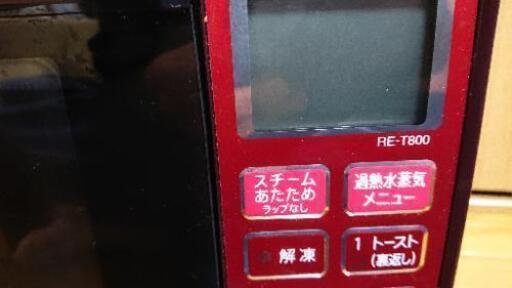 RE-T800
スチーム
あたため
ラップなし
過熱水蒸気
メニュー
解凍
1 トースト
(裏返し)